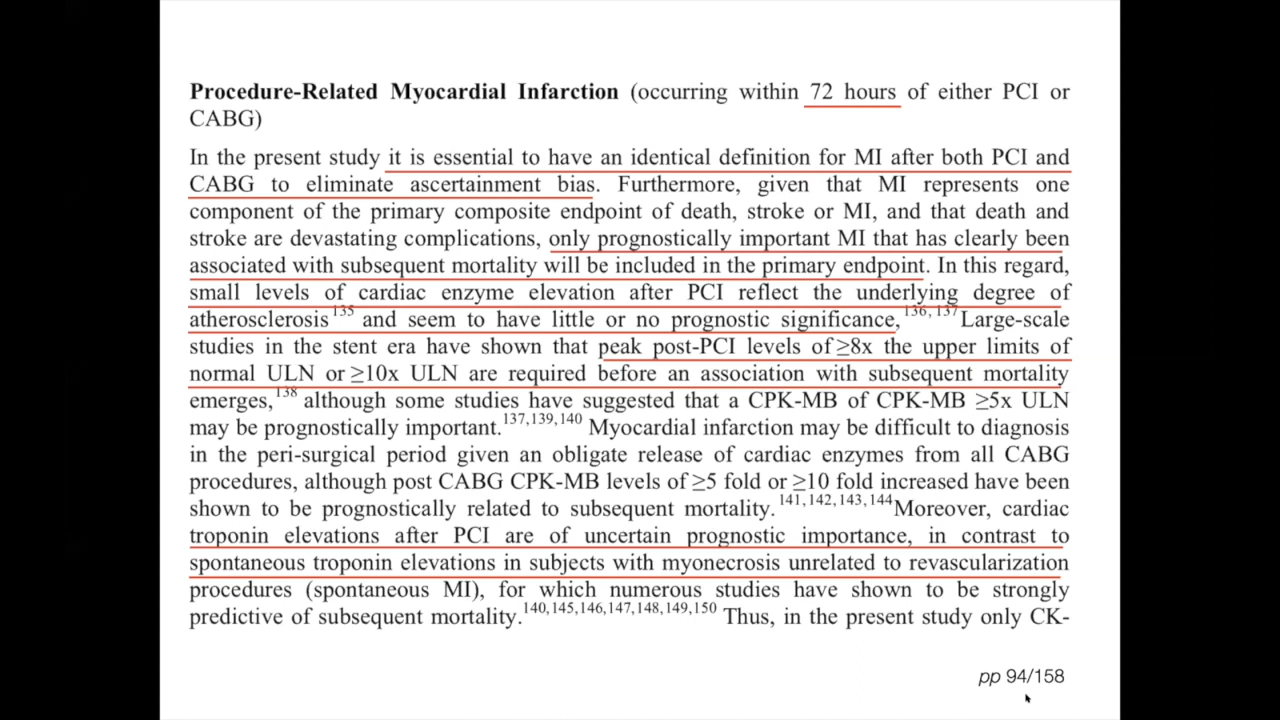 Procedure-Related Myocardial Infarction (occurring within 72 hours of either PCI or
CABG)
In the present study it is essential to have an identical definition for MI after both PCI and
CABG to eliminate ascertainment bias. Furthermore, given that MI represents one
component of the primary composite endpoint of death, stroke or MI, and that death and
stroke are devastating complications, only prognostically important MI that has clearly been
associated with subsequent mortality will be included in the primary endpoint. In this regard,
small levels of cardiac enzyme elevation after PCI reflect the underlying degree of
atherosclerosis135 and seem to have little or no prognostic significance,136,137 Large-scale
studies in the stent era have shown that peak post-PCI levels of ≥8x the upper limits of
normal ULN or ≥10x ULN are required before an association with subsequent mortality
emerges,138 although some studies have suggested that a CPK-MB of CPK-MB ≥5x ULN
may be prognostically important.137,139,140 Myocardial infarction may be difficult to diagnosis
in the peri-surgical period given an obligate release of cardiac enzymes from all CABG
procedures, although post CABG CPK-MB levels of ≥5 fold or ≥10 fold increased have been
shown to be prognostically related to subsequent mortality.141,142,143,144 Moreover, cardiac
troponin elevations after PCI are of uncertain prognostic importance, in contrast to
spontaneous troponin elevations in subjects with myonecrosis unrelated to revascularization
procedures (spontaneous MI), for which numerous studies have shown to be strongly
predictive of subsequent mortality.140,145,146,147,148,149,150 Thus, in the present study only CK-
pp 94/158